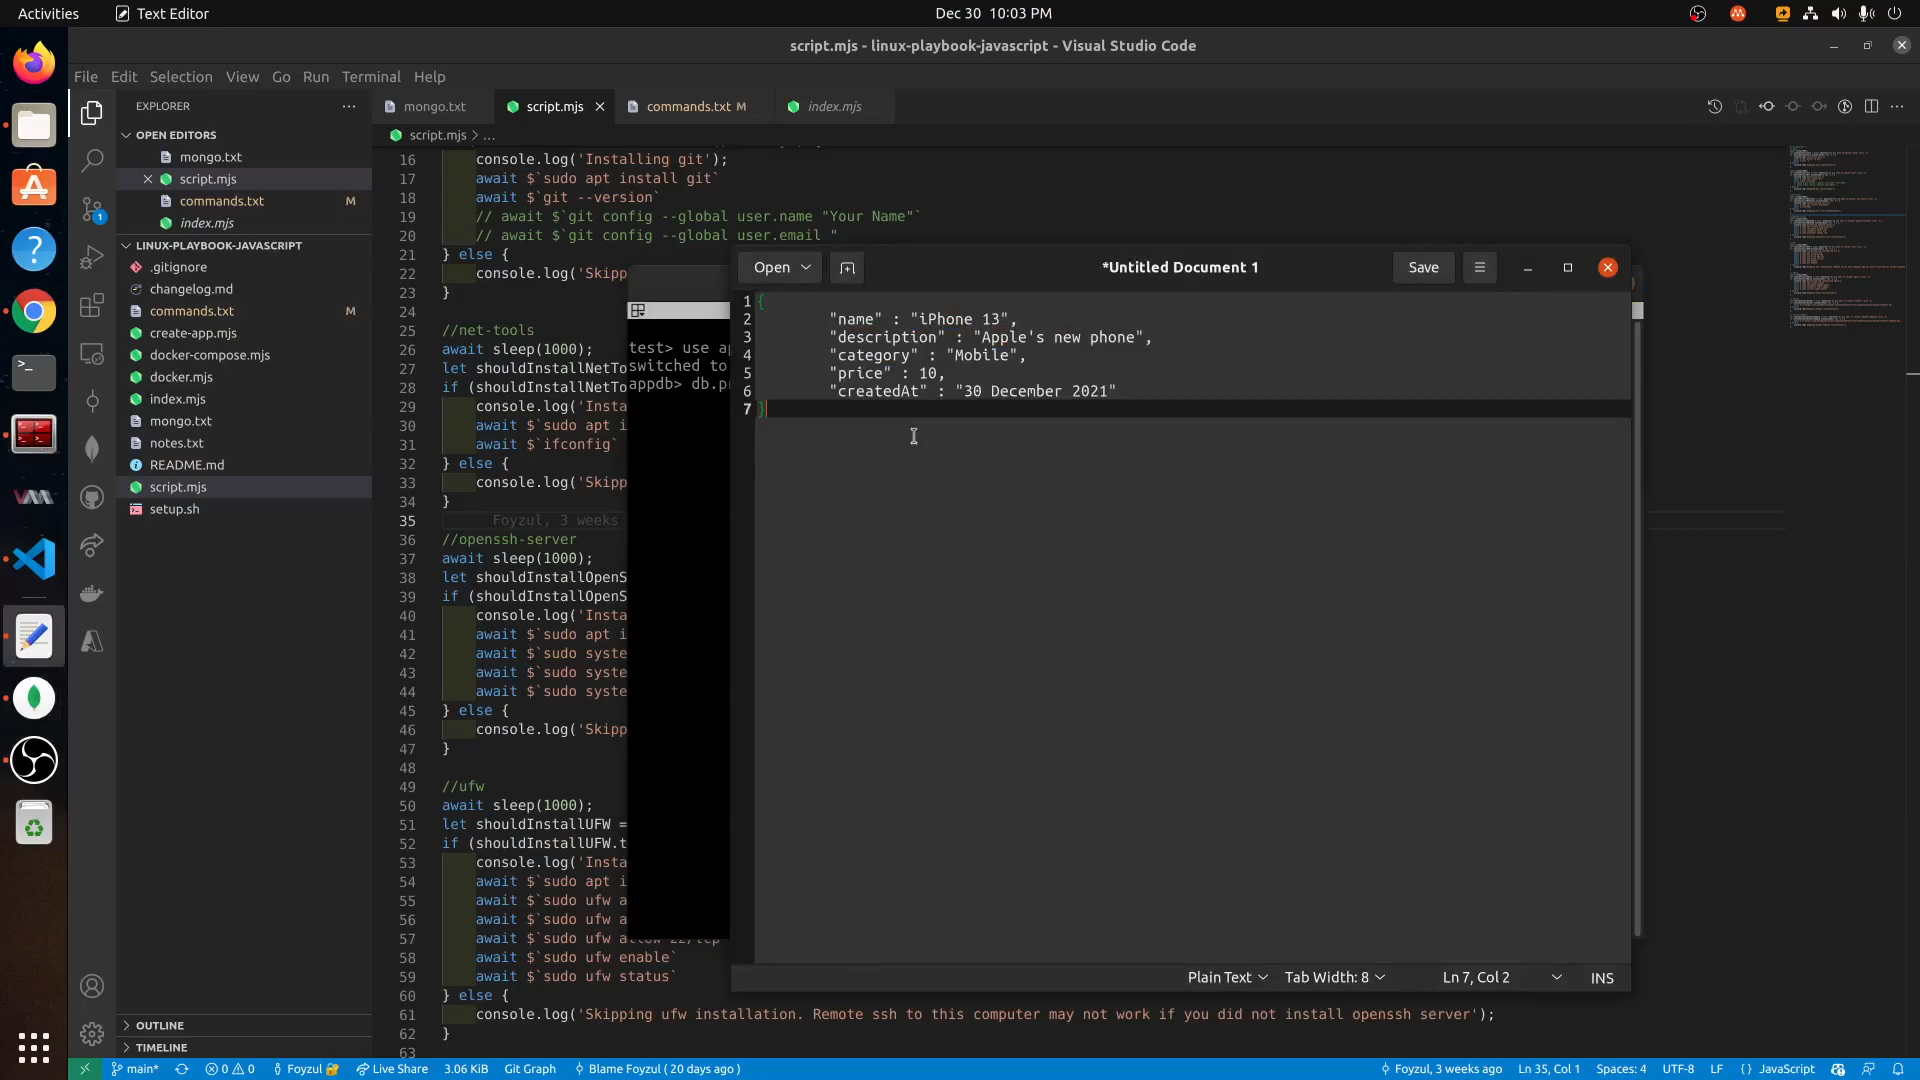 Activities
Text Editor
Dec 30 10:03 PM
script.mjs - linux-playbook-javascript - Visual Studio Code
File Edit Selection View Go Run Terminal Help
EXPLORER
mongo.txt
script.mjs
commands.txt M
index.mjs
OPEN EDITORS
mongo.txt
script.mjs
commands.txt M
index.mjs
LINUX-PLAYBOOK-JAVASCRIPT
.gitignore
changelog.md
commands.txt M
create-app.mjs
docker-compose.mjs
docker.mjs
index.mjs
mongo.txt
notes.txt
README.md
script.mjs
setup.sh
OUTLINE
TIMELINE
script.mjs > ...
16 console.log('Installing git');
17 await $`sudo apt install git`
18 await $`git --version`
19 // await $`git config --global user.name "Your Name"`
20 // await $`git config --global user.email "
21 } else {
22 console.log('Skipp
23 }
24
25 //net-tools
26 await sleep(1000);
27 let shouldInstallNetTo
28 if (shouldInstallNetTo
29 console.log('Insta
30 await $`sudo apt i
31 await $`ifconfig`
32 } else {
33 console.log('Skipp
34 }
35 Foyzul, 3 weeks
36 //openssh-server
37 await sleep(1000);
38 let shouldInstallOpenS
39 if (shouldInstallOpenS
40 console.log('Insta
41 await $`sudo apt i
42 await $`sudo syste
43 await $`sudo syste
44 await $`sudo syste
45 } else {
46 console.log('Skipp
47 }
48
49 //ufw
50 await sleep(1000);
51 let shouldInstallUFW =
52 if (shouldInstallUFW.t
53 console.log('Insta
54 await $`sudo apt i
55 await $`sudo ufw a
56 await $`sudo ufw a
57 await $`sudo ufw allow 22/tcp
58 await $`sudo ufw enable`
59 await $`sudo ufw status`
60 } else {
61 console.log('Skipping ufw installation. Remote ssh to this computer may not work if you did not install openssh server');
62 }
63
test> use ap
switched to
appdb> db.pr
Open
*Untitled Document 1
Save
1 {
2 "name" : "iPhone 13",
3 "description" : "Apple's new phone",
4 "category" : "Mobile",
5 "price" : 10,
6 "createdAt" : "30 December 2021"
7 }
Plain Text
Tab Width: 8
Ln 7, Col 2
INS
main*
0 0
Foyzul
Live Share
3.06 KiB
Git Graph
Blame Foyzul ( 20 days ago )
Foyzul, 3 weeks ago
Ln 35, Col 1
Spaces: 4
UTF-8
LF
{ } JavaScript